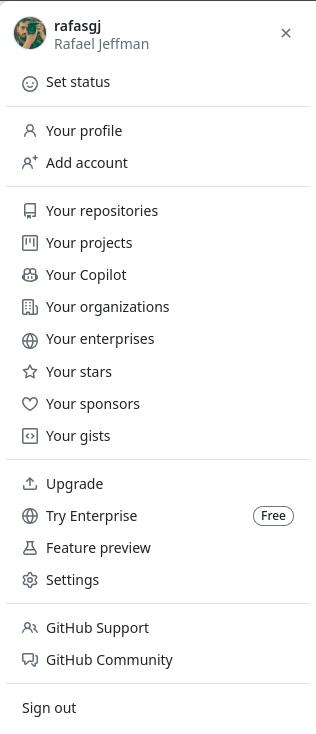 rafasgj
Rafael Jeffman
Set status
Your profile
Add account
Your repositories
Your projects
Your Copilot
Your organizations
Your enterprises
Your stars
Your sponsors
Your gists
Upgrade
Try Enterprise Free
Feature preview
Settings
GitHub Support
GitHub Community
Sign out